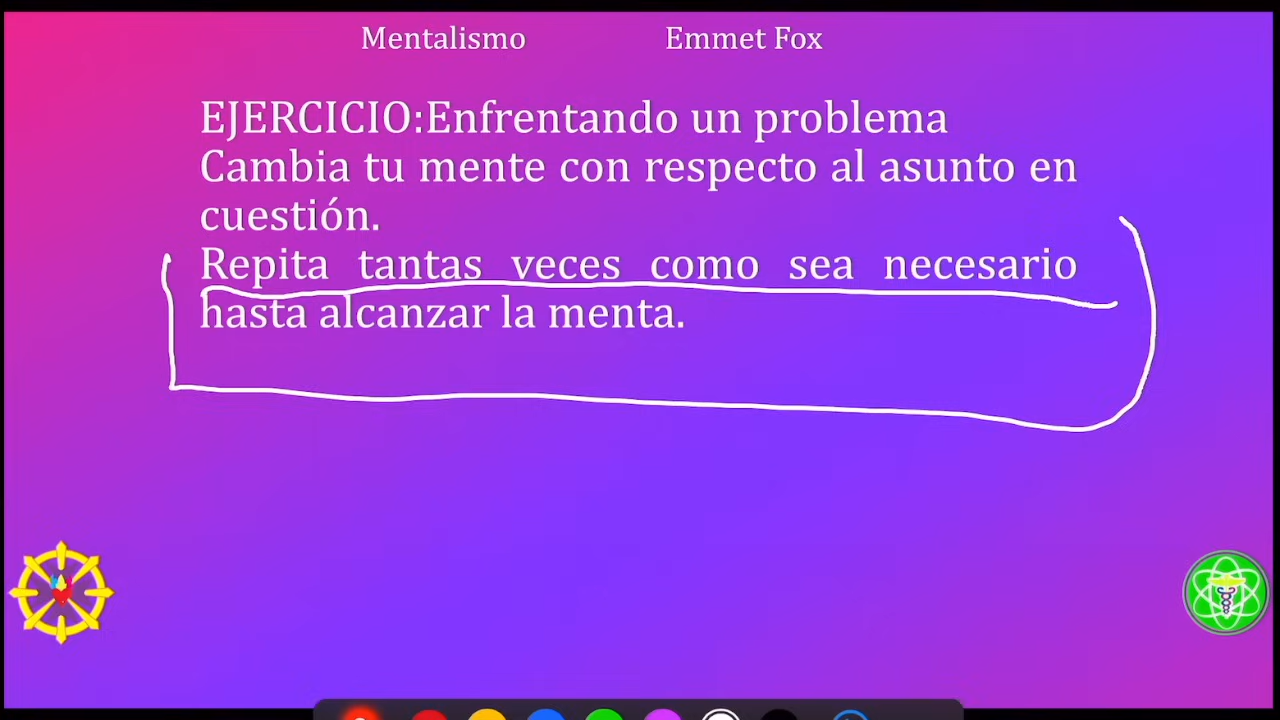 Mentalismo Emmet Fox
EJERCICIO:Enfrentando un problema
Cambia tu mente con respecto al asunto en
cuestión.
Repita tantas veces como sea necesario
hasta alcanzar la menta.